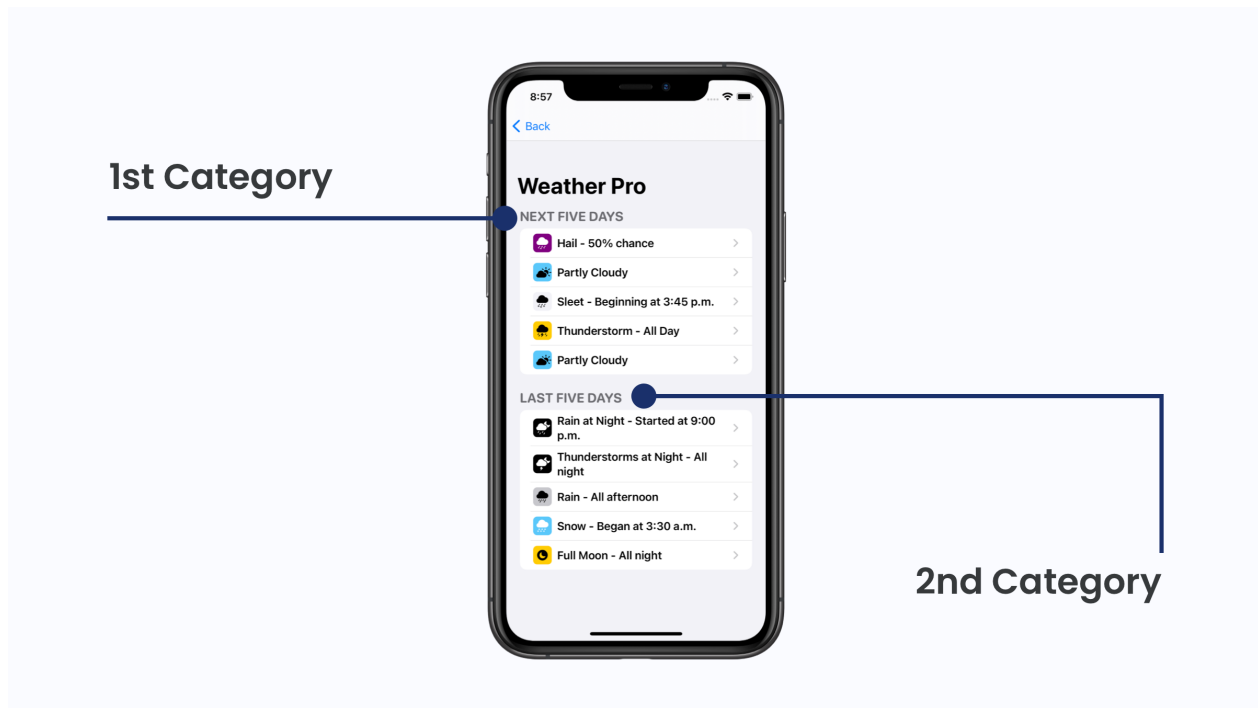 8:57
Back
1st Category
Weather Pro
NEXT FIVE DAYS
Hail - 50% chance
Partly Cloudy
Sleet - Beginning at 3:45 p.m.
Thunderstorm - All Day
Partly Cloudy
LAST FIVE DAYS
Rain at Night - Started at 9:00
p.m.
Thunderstorms at Night - All
night
Rain - All afternoon
Snow - Began at 3:30 a.m.
Full Moon - All night
2nd Category